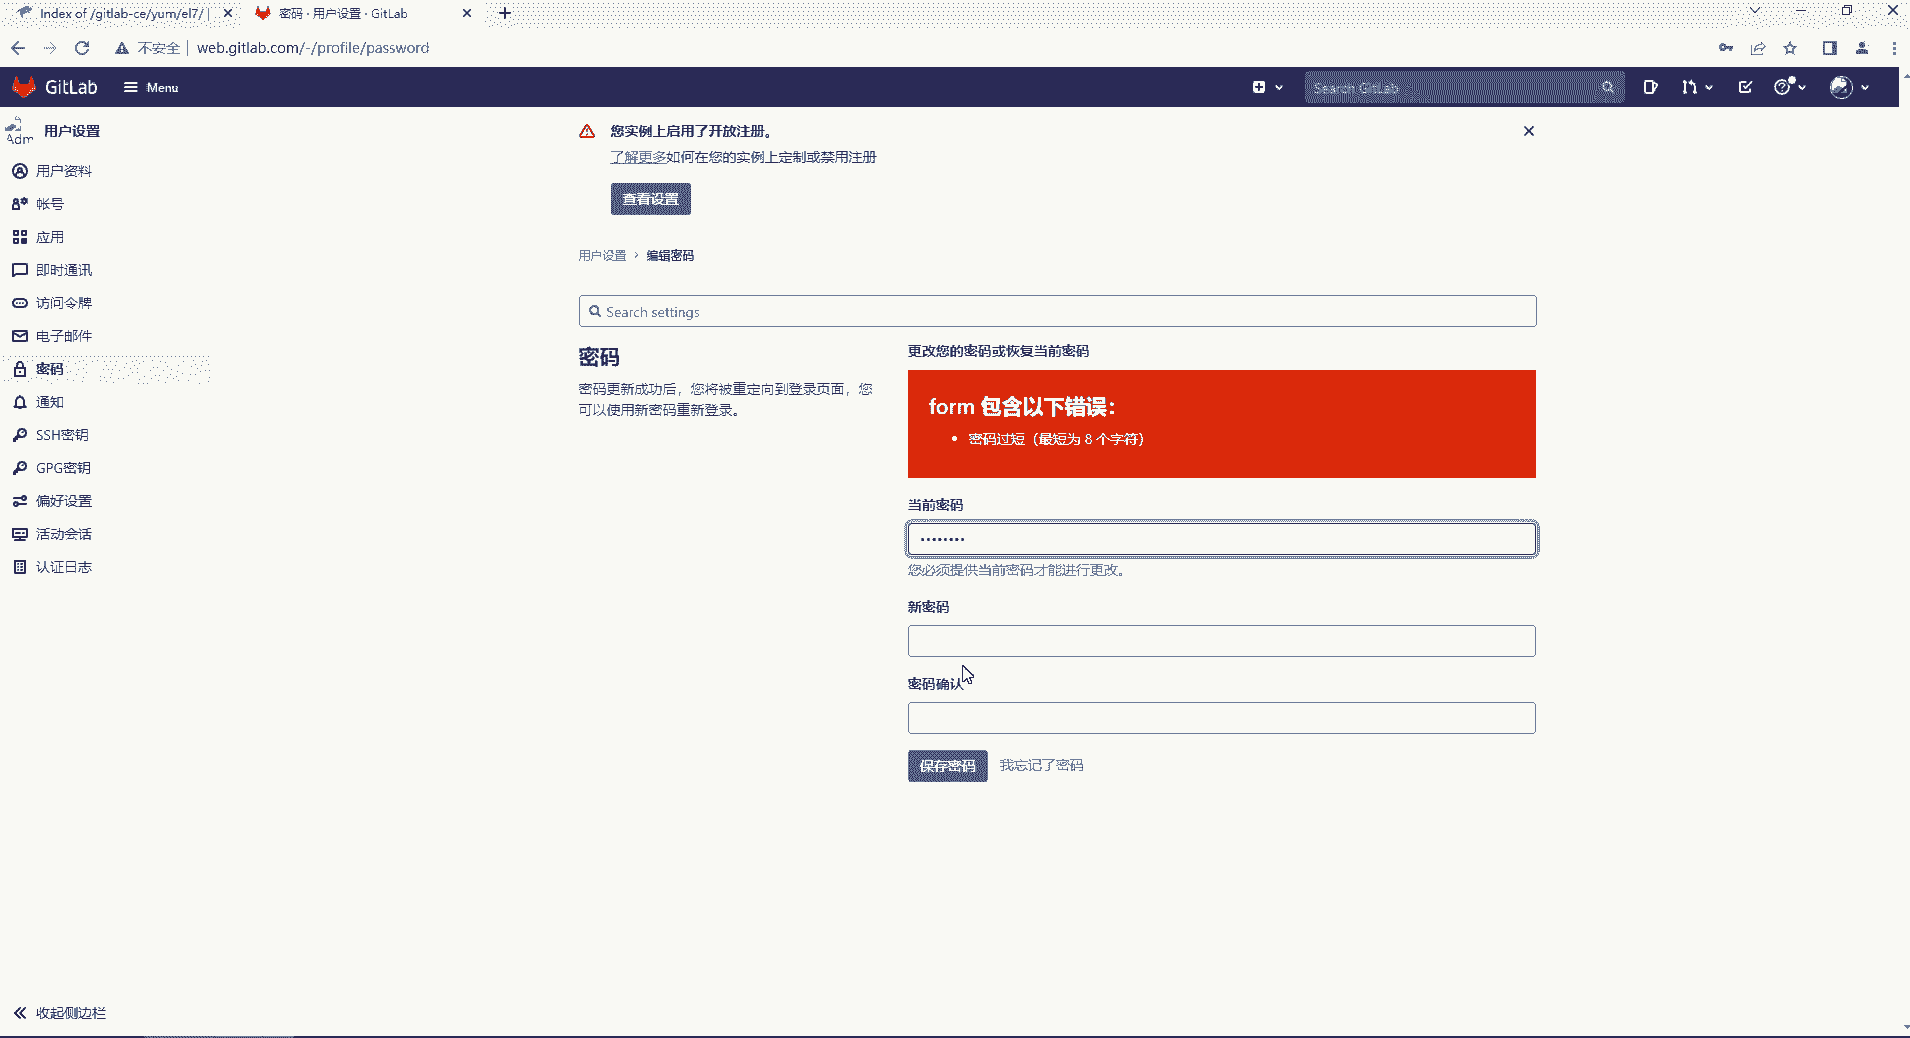 Index of /gitlab-ce/yum/el7/ |
密码 · 用户设置 · GitLab
不安全
web.gitlab.com/-/profile/password
GitLab
Menu
Search GitLab
Adm
用户设置
用户资料
帐号
应用
即时通讯
访问令牌
电子邮件
密码
通知
SSH密钥
GPG密钥
偏好设置
活动会话
认证日志
收起侧边栏
您实例上启用了开放注册。
了解更多如何在您的实例上定制或禁用注册
查看设置
用户设置 › 编辑密码
Search settings
密码
密码更新成功后，您将被重定向到登录页面，您
可以使用新密码重新登录。
更改您的密码或恢复当前密码
form 包含以下错误：
• 密码过短（最短为 8 个字符）
当前密码
您必须提供当前密码才能进行更改。
新密码
密码确认
保存密码
我忘记了密码